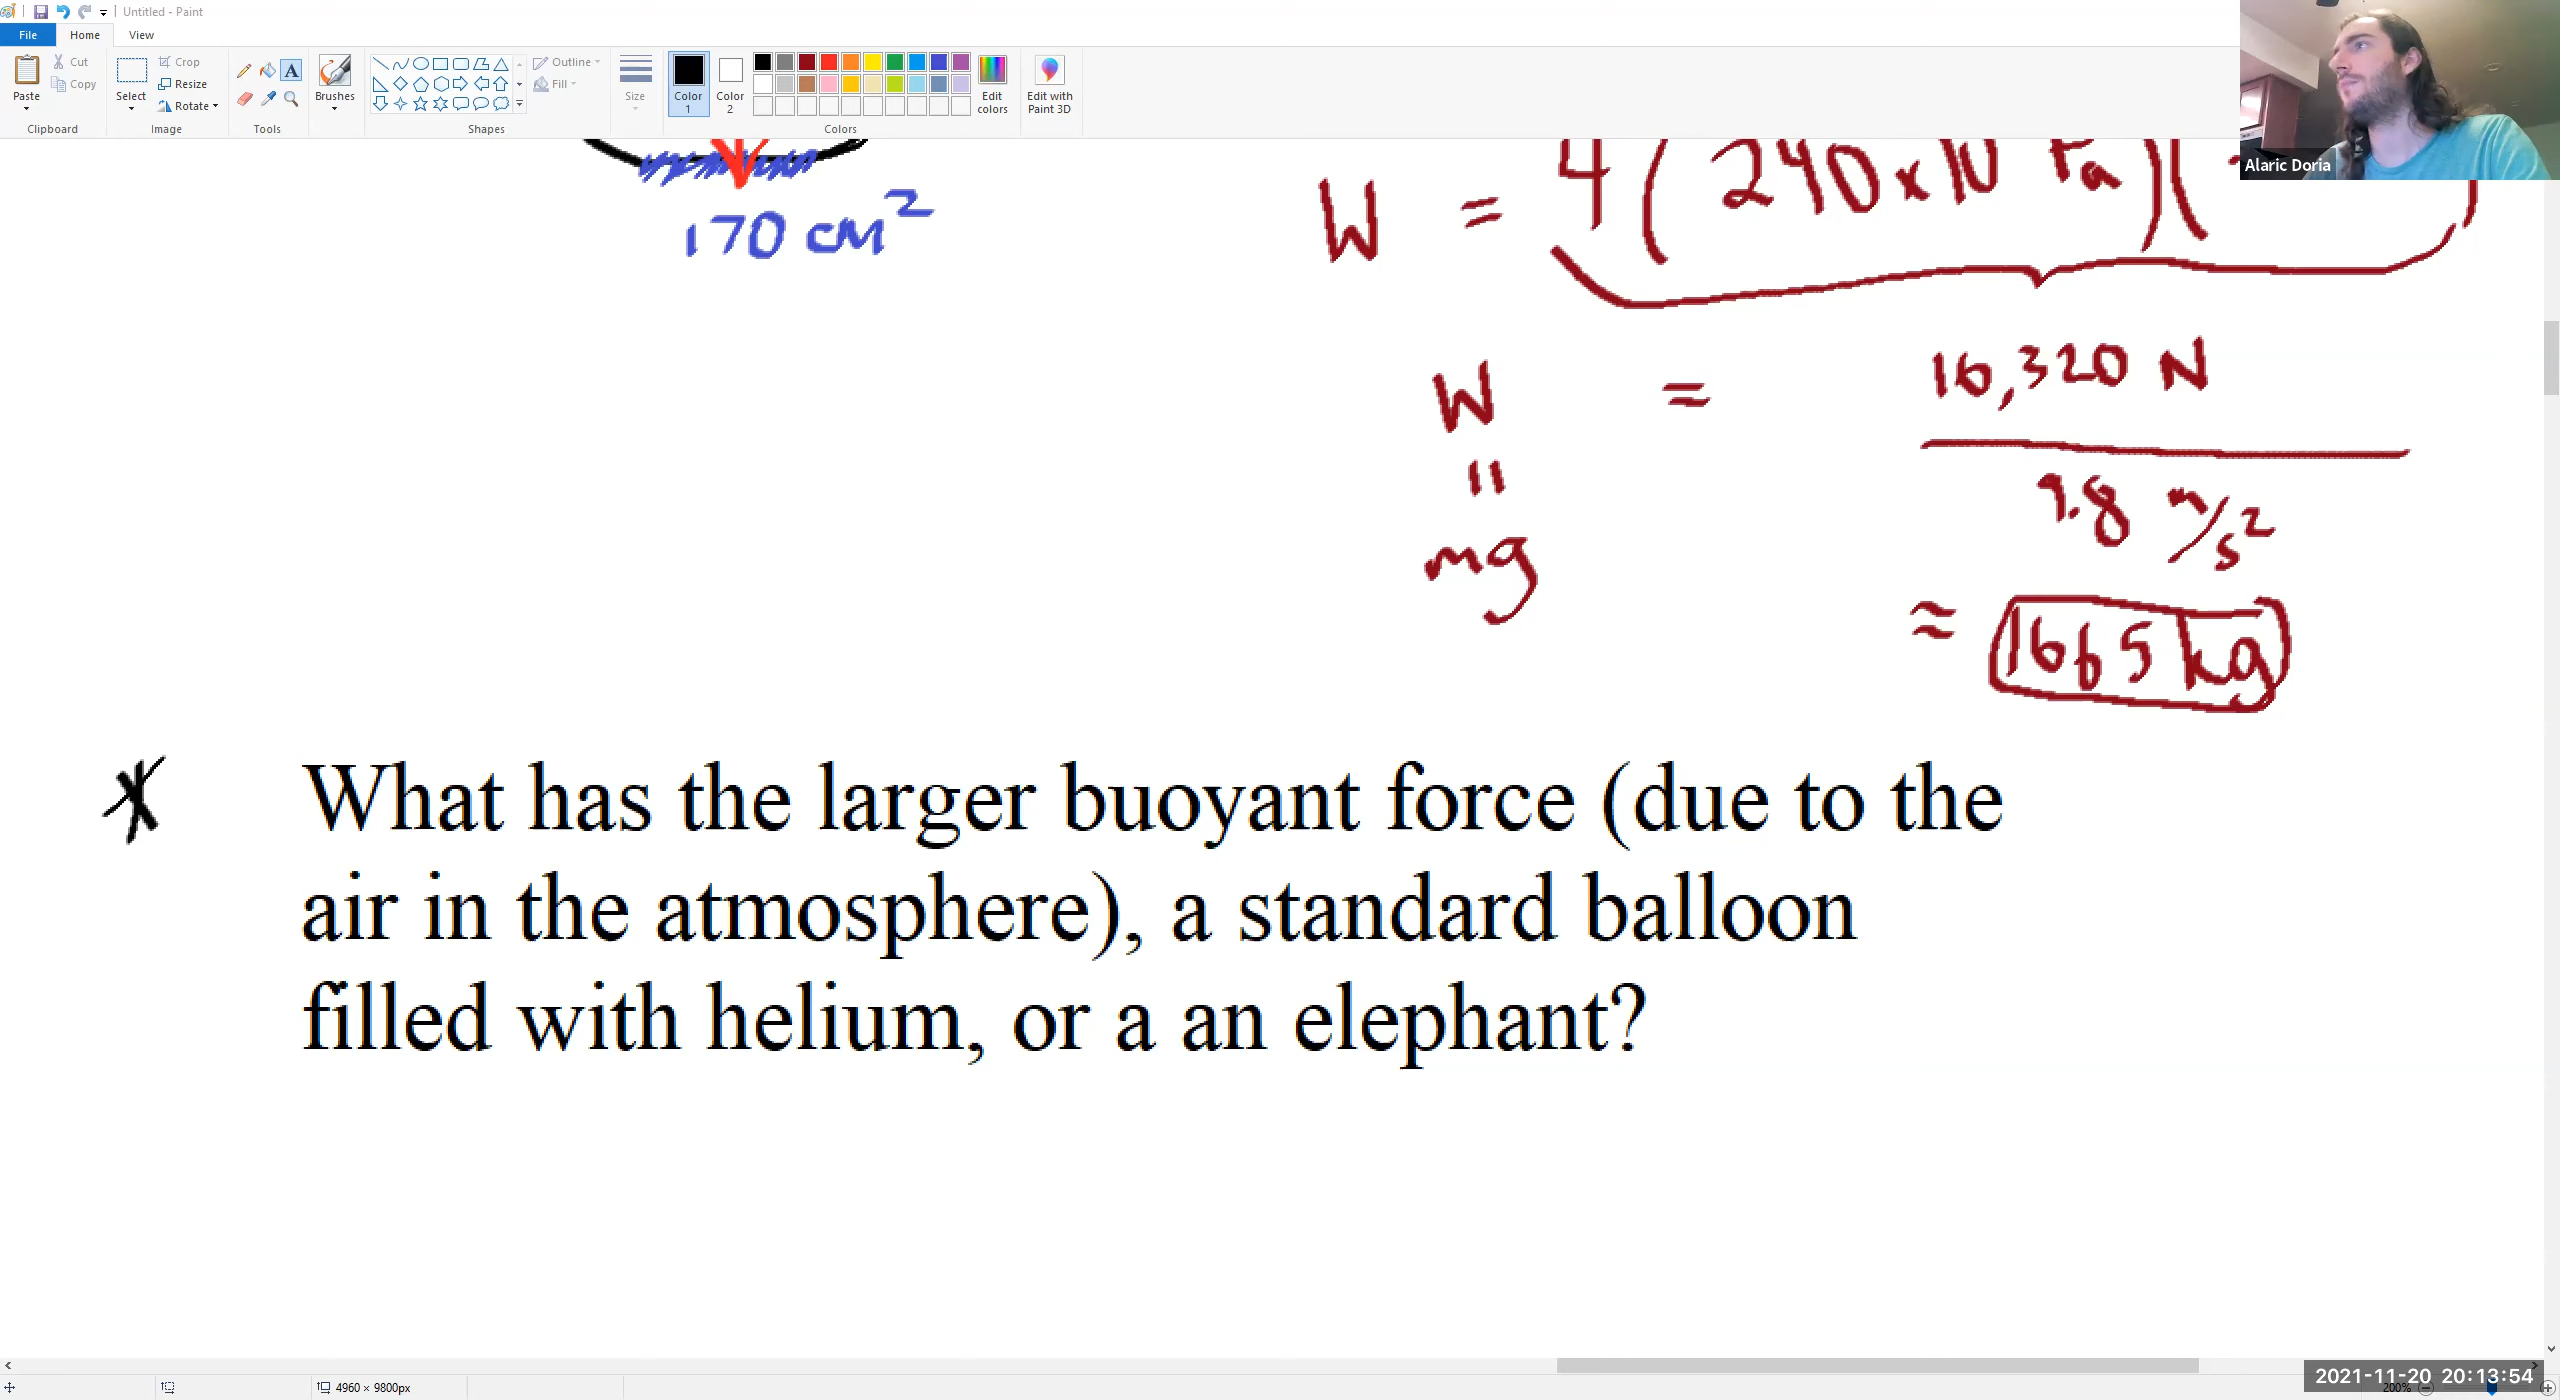 Untitled - Paint
File Home View
Paste Cut Copy Clipboard
Select Crop Resize Rotate Image
Tools
Brushes
Shapes
Outline Fill
Size
Color 1 Color 2 Colors
Edit colors
Edit with Paint 3D
Alaric Doria
170 cm²
W = 4 ( 240 × 10 Pa ) (
W = 16,320 N
9.8 m/s²
"
mg
≈ 1665 kg
What has the larger buoyant force (due to the
air in the atmosphere), a standard balloon
filled with helium, or a an elephant?
4960 × 9800px
200%
2021-11-20 20:13:54